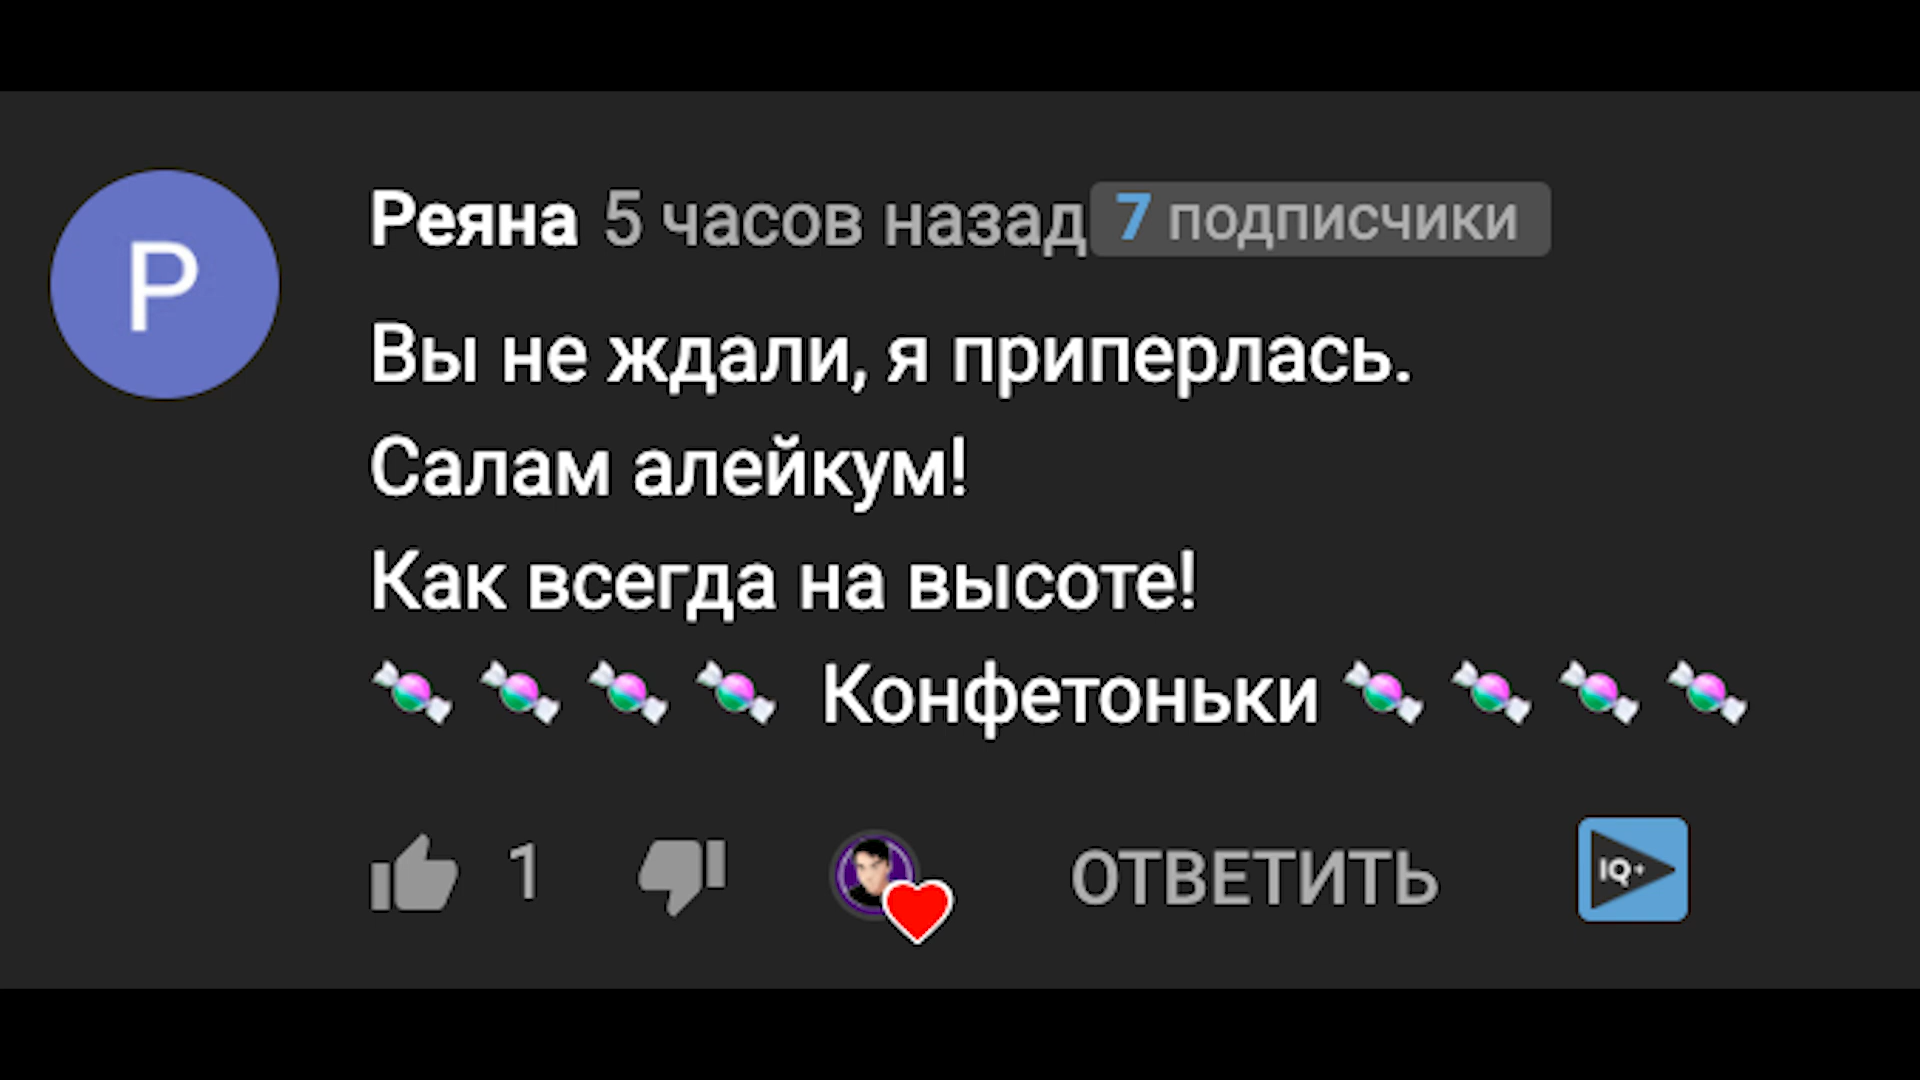 Р
Реяна 5 часов назад 7 подписчики
Вы не ждали, я приперлась.
Салам алейкум!
Как всегда на высоте!
🍬 🍬 🍬 🍬 Конфетоньки 🍬 🍬 🍬 🍬
1 ОТВЕТИТЬ IQ+